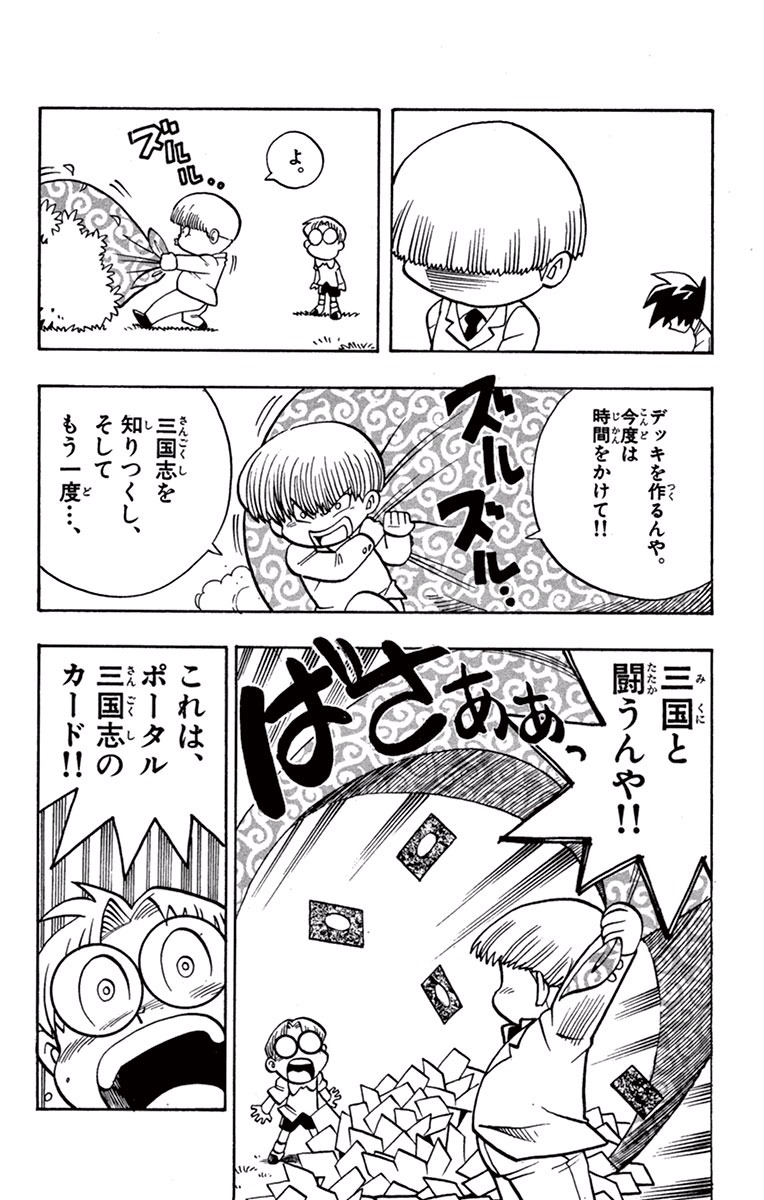 よ。
ズルルル‥
デッキを作るんや。
今度は
時間をかけて!!
ズルズル‥
三国志を
知りつくし、
そして
もう一度…、
三国と
闘うんや!!
ばさああっ
これは、
ポータル
三国志の
カード!!